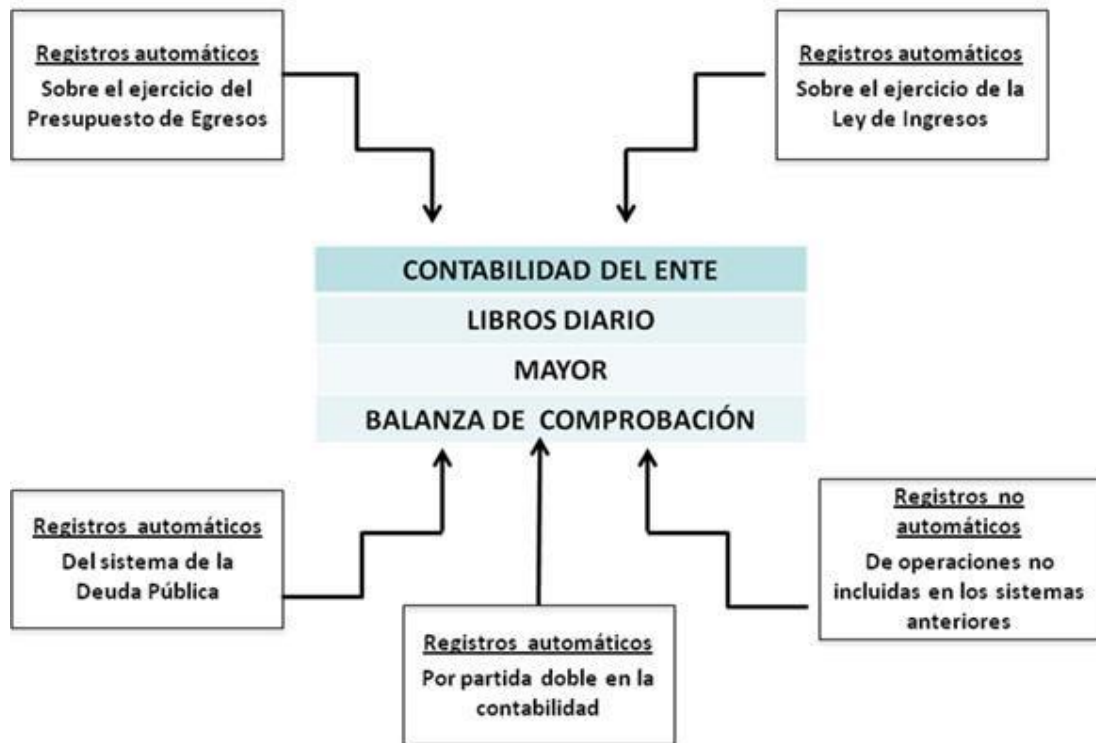 Registros automáticos
Sobre el ejercicio del
Presupuesto de Egresos
Registros automáticos
Sobre el ejercicio de la
Ley de Ingresos
CONTABILIDAD DEL ENTE
LIBROS DIARIO
MAYOR
BALANZA DE COMPROBACIÓN
Registros automáticos
Del sistema de la
Deuda Pública
Registros automáticos
Por partida doble en la
contabilidad
Registros no
automáticos
De operaciones no
incluidas en los sistemas
anteriores